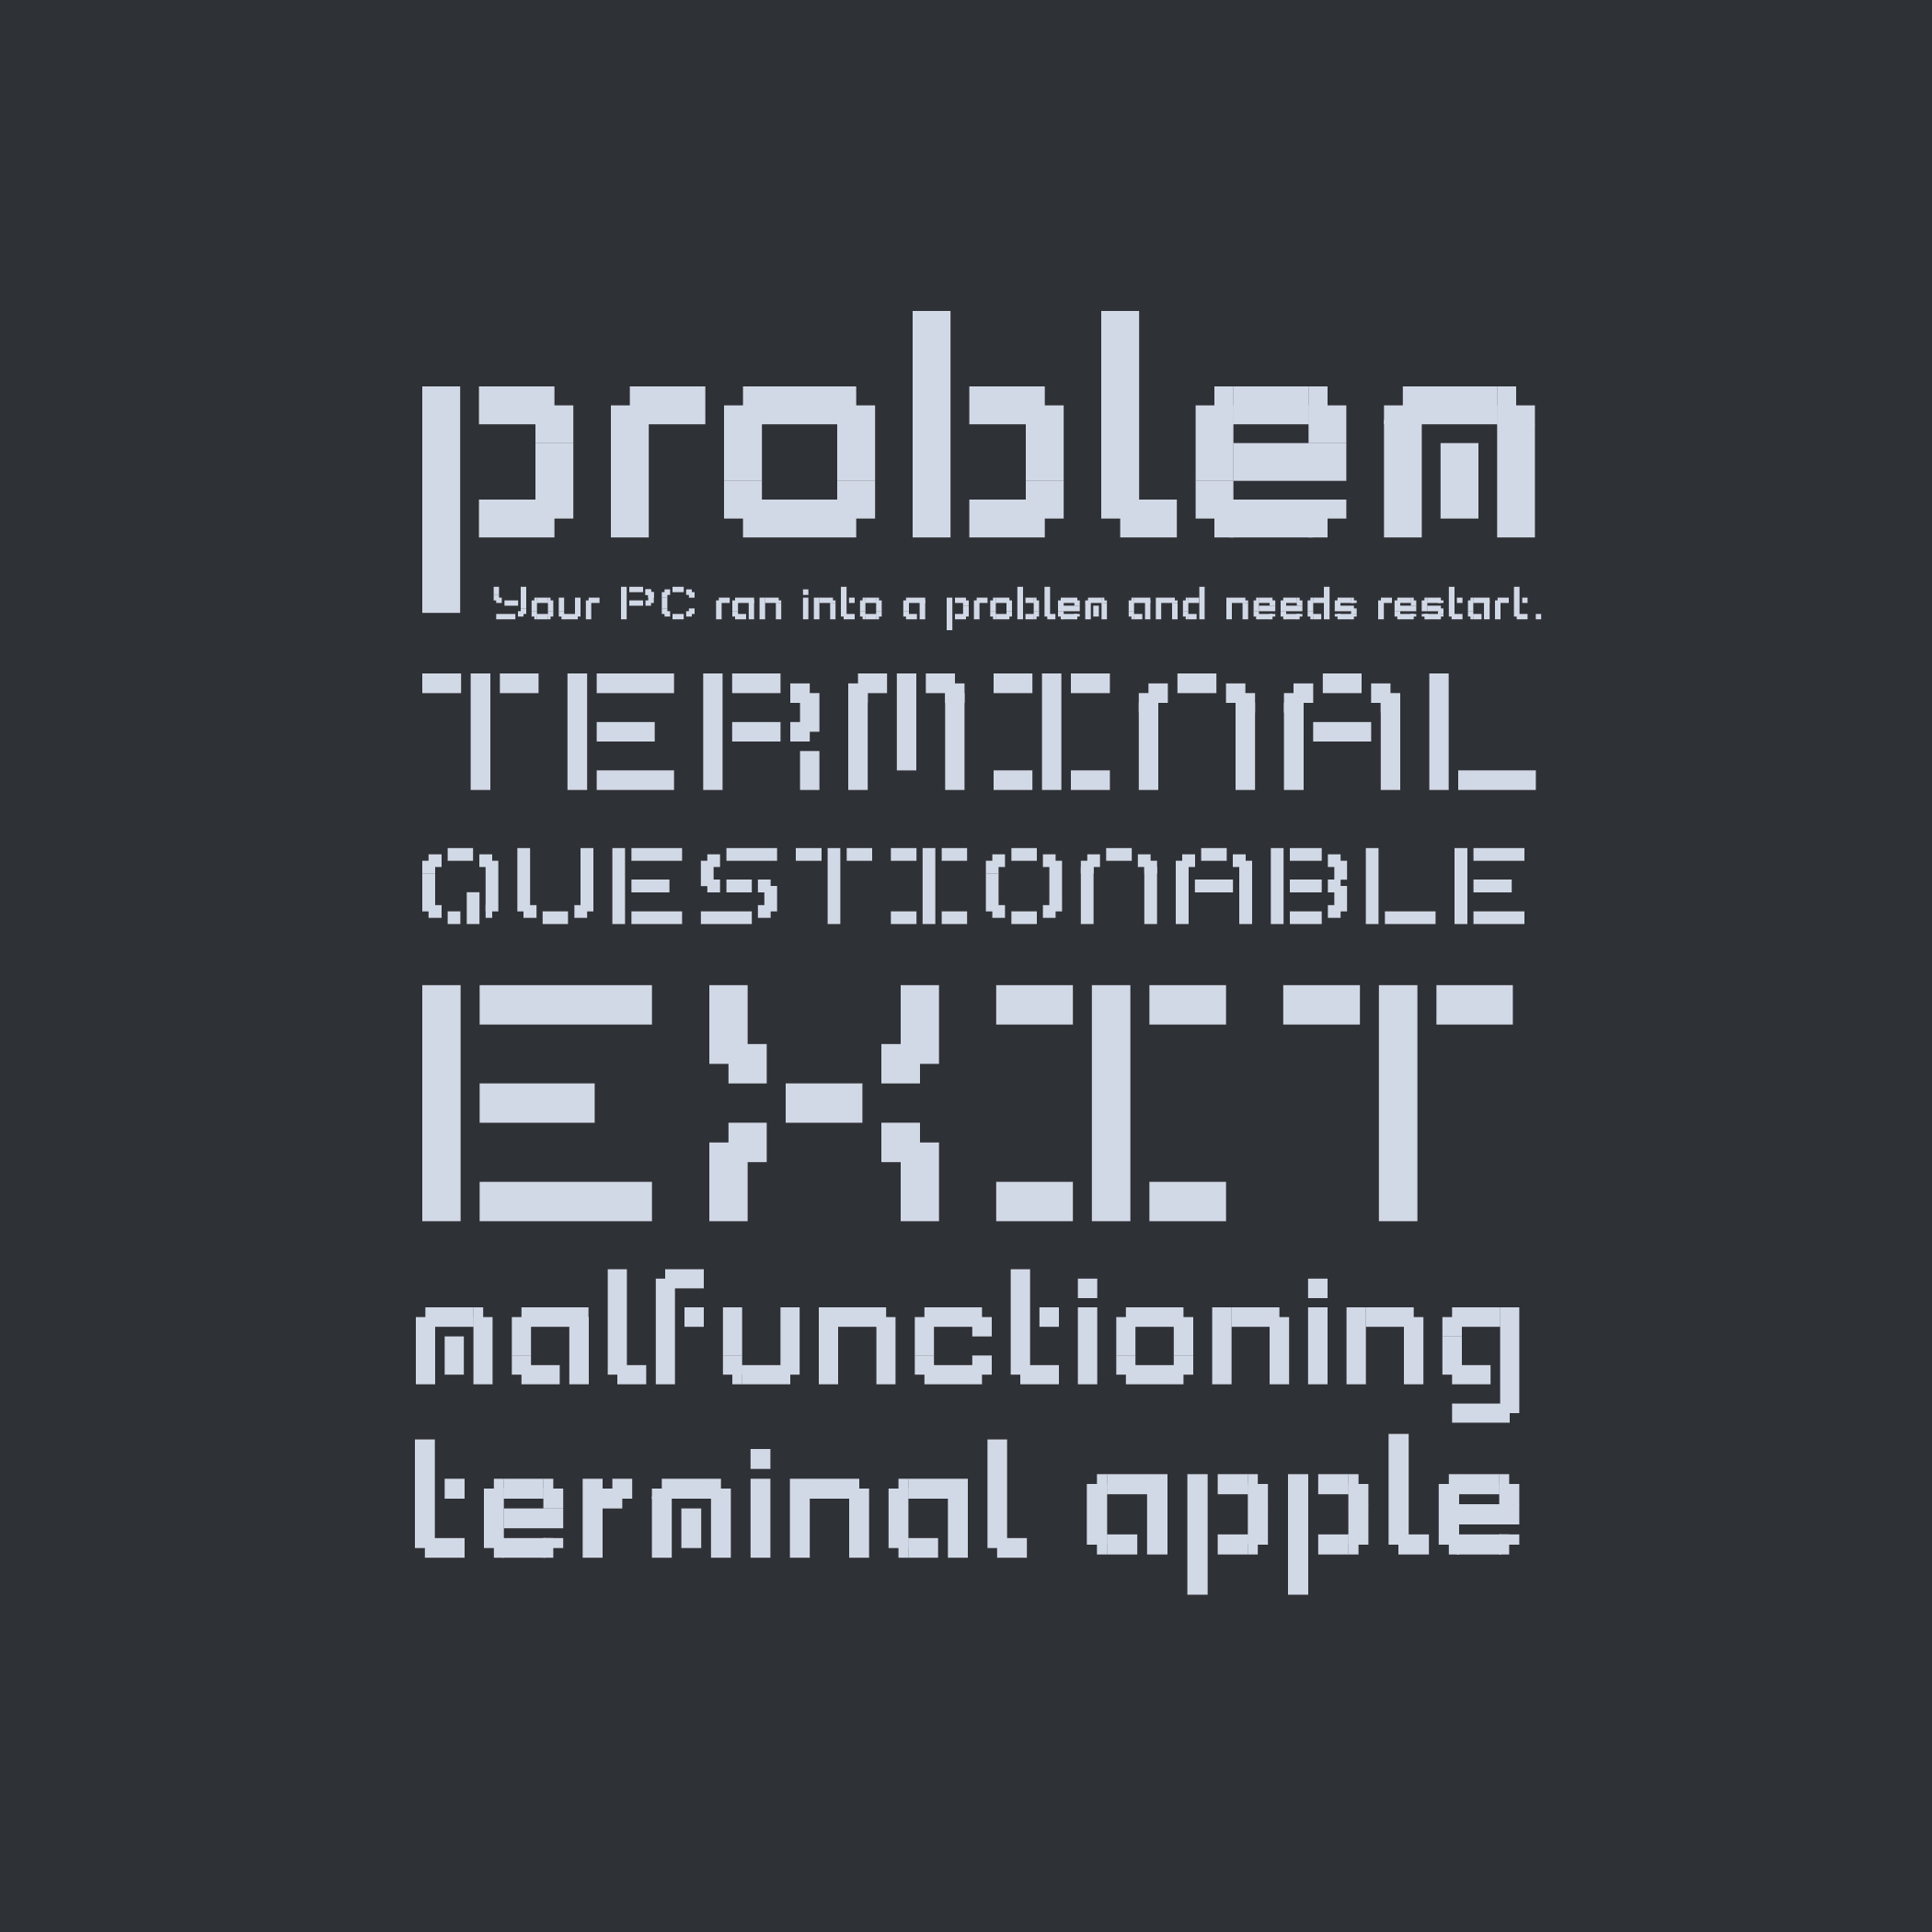 problem
Your PC ran into a problem and needs restart.
TERMINAL
QUESTIONABLE
EXIT
malfunctioning
terminal apple